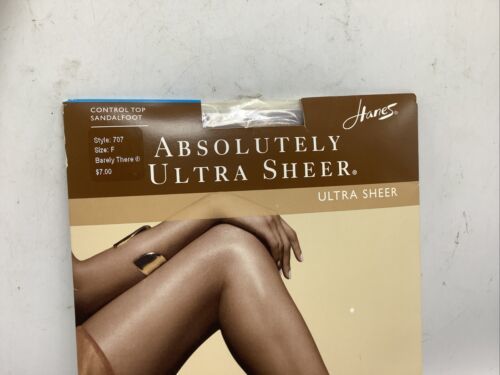 CONTROL TOP
SANDALFOOT
Style: 707
Size: F
Barely There ®
$7.00
Hanes®
ABSOLUTELY
ULTRA SHEER®
ULTRA SHEER